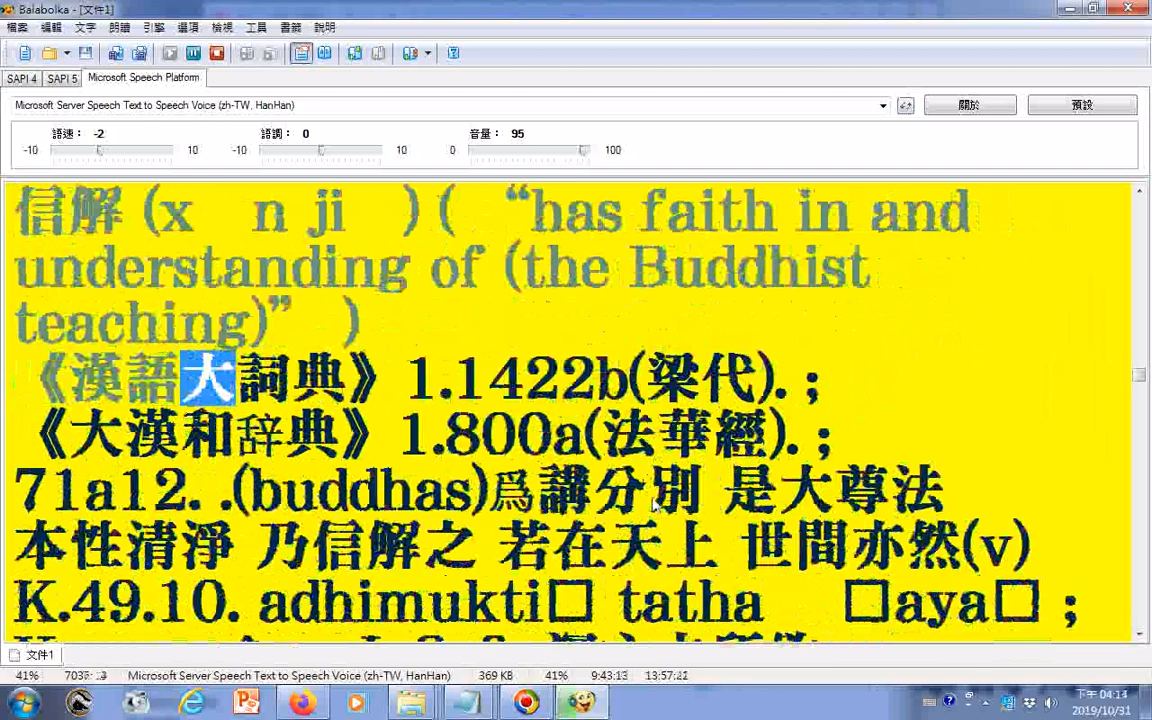 Balabolka - [文件1]
檔案 編輯 文字 朗讀 引擎 選項 檢視 工具 書籤 說明
SAPI 4 SAPI 5 Microsoft Speech Platform
Microsoft Server Speech Text to Speech Voice (zh-TW, HanHan) 關於 預設
語速： -2 語調： 0 音量： 95
-10 10 -10 10 0 100
信解 (x n ji ) ( “has faith in and
understanding of (the Buddhist
teaching)” )
《漢語大詞典》 1.1422b(梁代). ;
《大漢和辞典》 1.800a(法華經). ;
71a12. .(buddhas)爲講分別 是大尊法
本性清淨 乃信解之 若在天上 世間亦然(v)
K.49.10. adhimukti□ tatha □aya□ ;
文件1
41% Microsoft Server Speech Text to Speech Voice (zh-TW, HanHan) 369 KB 41% 9:43:13
下午 04:14
2019/10/31